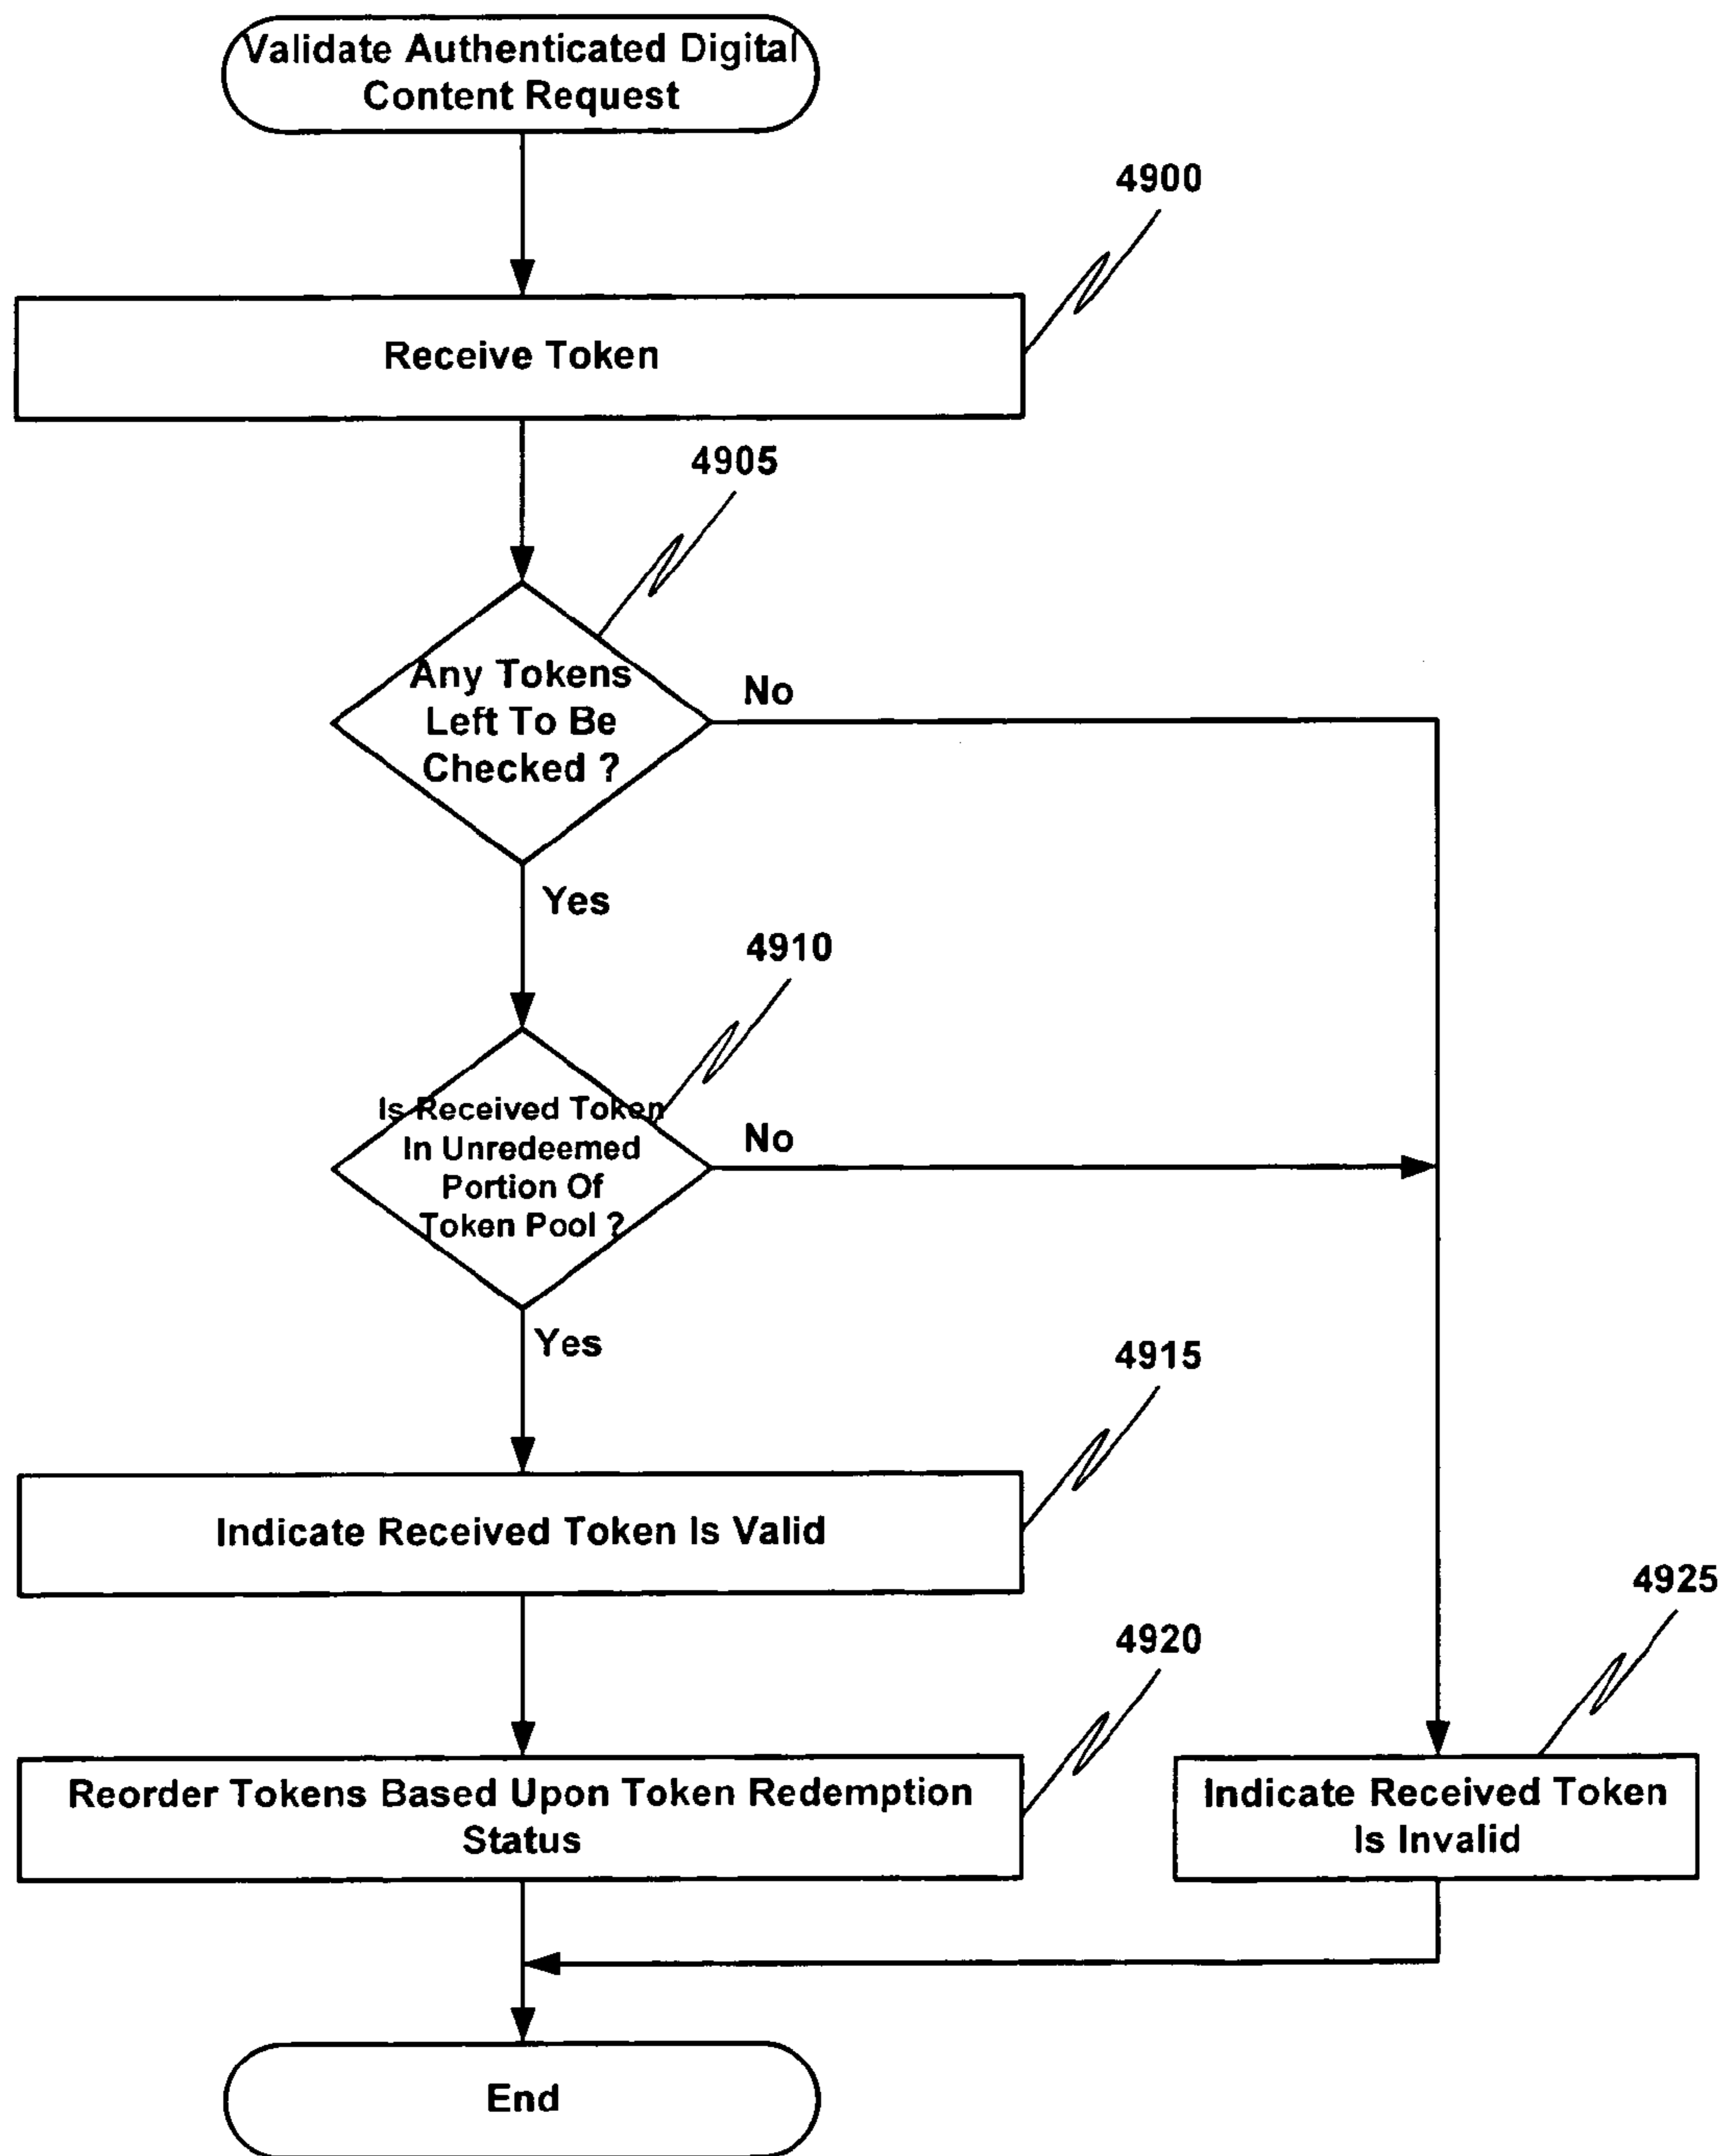 Validate Authenticated Digital
Content Request
4900
Receive Token
4905
Any Tokens
Left To Be
Checked ?
No
Yes
4910
Is Received Token
In Unredeemed
Portion Of
Token Pool ?
No
Yes
4915
Indicate Received Token Is Valid
4920
4925
Reorder Tokens Based Upon Token Redemption
Status
Indicate Received Token
Is Invalid
End